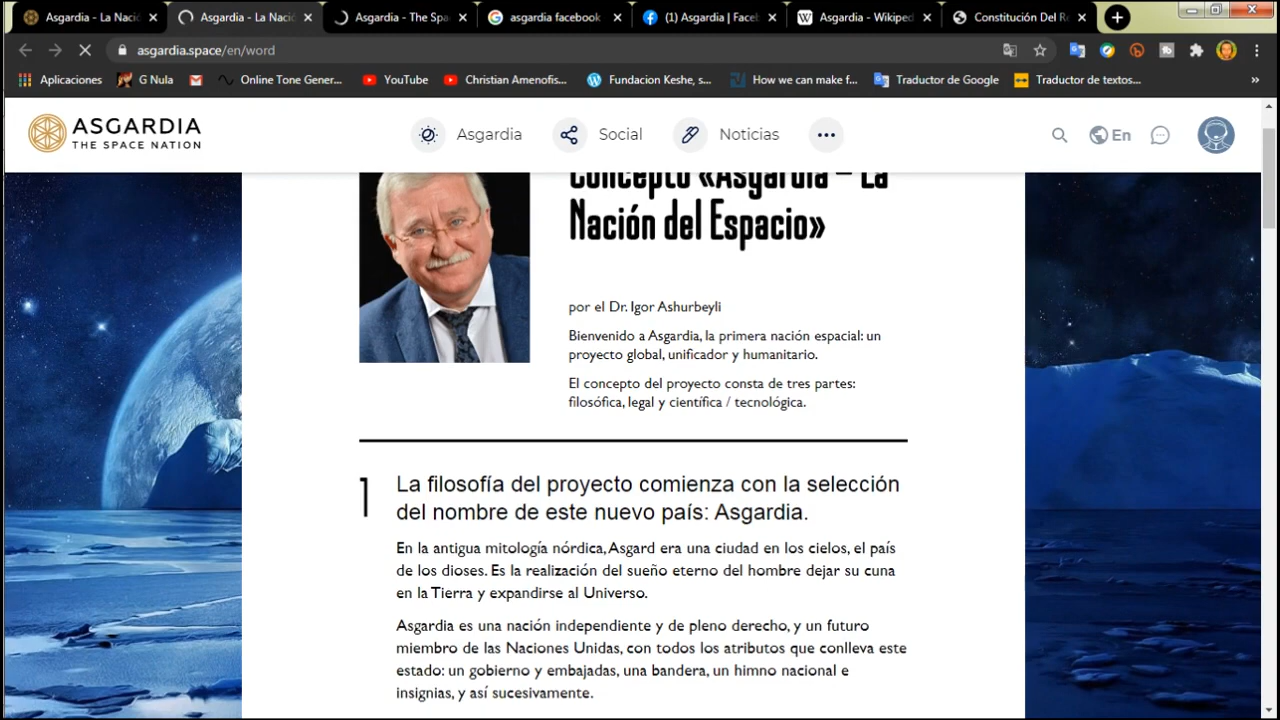 Asgardia - La Nació
Asgardia - La Nació
Asgardia - The Spa
asgardia facebook
(1) Asgardia | Face
Asgardia - Wikiped
Constitución Del Re
asgardia.space/en/word
Aplicaciones
G Nula
Online Tone Gener...
YouTube
Christian Amenofis...
Fundacion Keshe, s...
How we can make f...
Traductor de Google
Traductor de textos...
»
ASGARDIA
THE SPACE NATION
Asgardia
Social
Noticias
En
Concepto «Asgardia – La
Nación del Espacio»
por el Dr. Igor Ashurbeyli
Bienvenido a Asgardia, la primera nación espacial: un
proyecto global, unificador y humanitario.
El concepto del proyecto consta de tres partes:
filosófica, legal y científica / tecnológica.
1
La filosofía del proyecto comienza con la selección
del nombre de este nuevo país: Asgardia.
En la antigua mitología nórdica, Asgard era una ciudad en los cielos, el país
de los dioses. Es la realización del sueño eterno del hombre dejar su cuna
en la Tierra y expandirse al Universo.
Asgardia es una nación independiente y de pleno derecho, y un futuro
miembro de las Naciones Unidas, con todos los atributos que conlleva este
estado: un gobierno y embajadas, una bandera, un himno nacional e
insignias, y así sucesivamente.